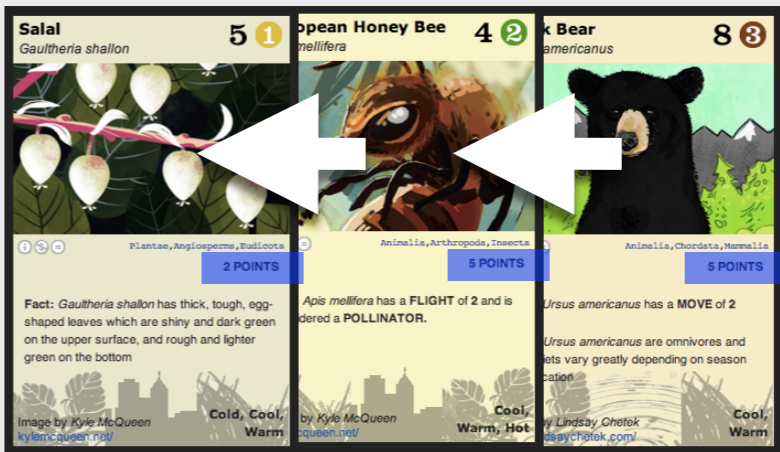 Salal
Gaultheria shallon
5 1
Plantae,Angiosperms,Eudicots
2 POINTS
Fact: Gaultheria shallon has thick, tough, egg-
shaped leaves which are shiny and dark green
on the upper surface, and rough and lighter
green on the bottom
Image by Kyle McQueen
kylemcqueen.net/
Cold, Cool,
Warm
opean Honey Bee
mellifera
4 2
Animalia,Arthropoda,Insecta
5 POINTS
Apis mellifera has a FLIGHT of 2 and is
dered a POLLINATOR.
by Kyle McQueen
cqueen.net/
Cool,
Warm, Hot
k Bear
americanus
8 3
Animalia,Chordata,Mammalia
5 POINTS
Ursus americanus has a MOVE of 2
Ursus americanus are omnivores and
iets vary greatly depending on season
cation
by Lindsay Chetek
dsaychetek.com/
Cool,
Warm